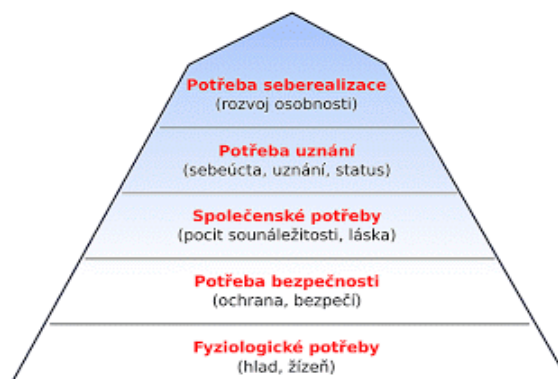 Potřeba seberealizace
(rozvoj osobnosti)
Potřeba uznání
(sebeúcta, uznání, status)
Společenské potřeby
(pocit sounáležitosti, láska)
Potřeba bezpečnosti
(ochrana, bezpečí)
Fyziologické potřeby
(hlad, žízeň)